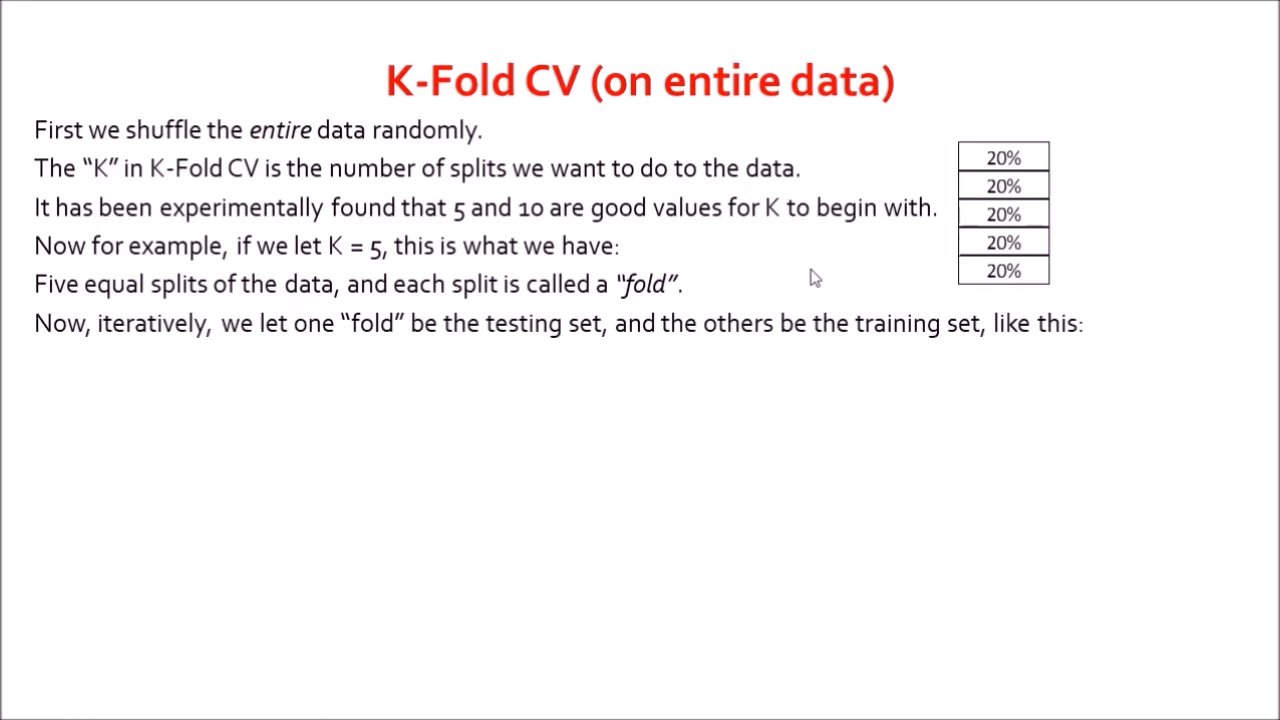 K-Fold CV (on entire data)
First we shuffle the entire data randomly.
The “K” in K-Fold CV is the number of splits we want to do to the data.
It has been experimentally found that 5 and 10 are good values for K to begin with.
Now for example, if we let K = 5, this is what we have:
Five equal splits of the data, and each split is called a “fold”.
Now, iteratively, we let one “fold” be the testing set, and the others be the training set, like this:
20%
20%
20%
20%
20%